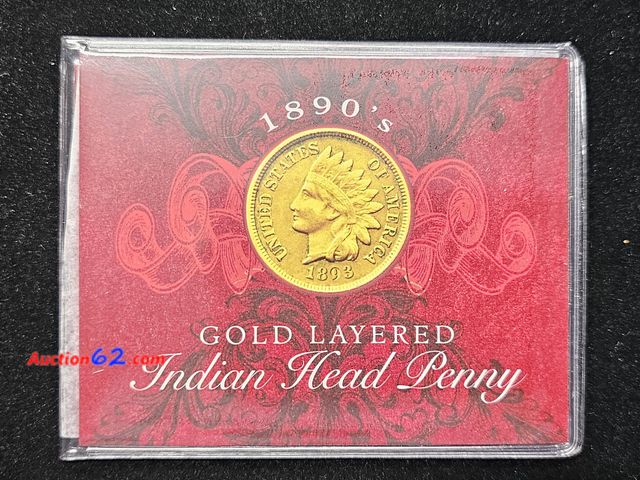 1890's
UNITED STATES OF AMERICA
1893
GOLD LAYERED
Auction62.com
Indian Head Penny